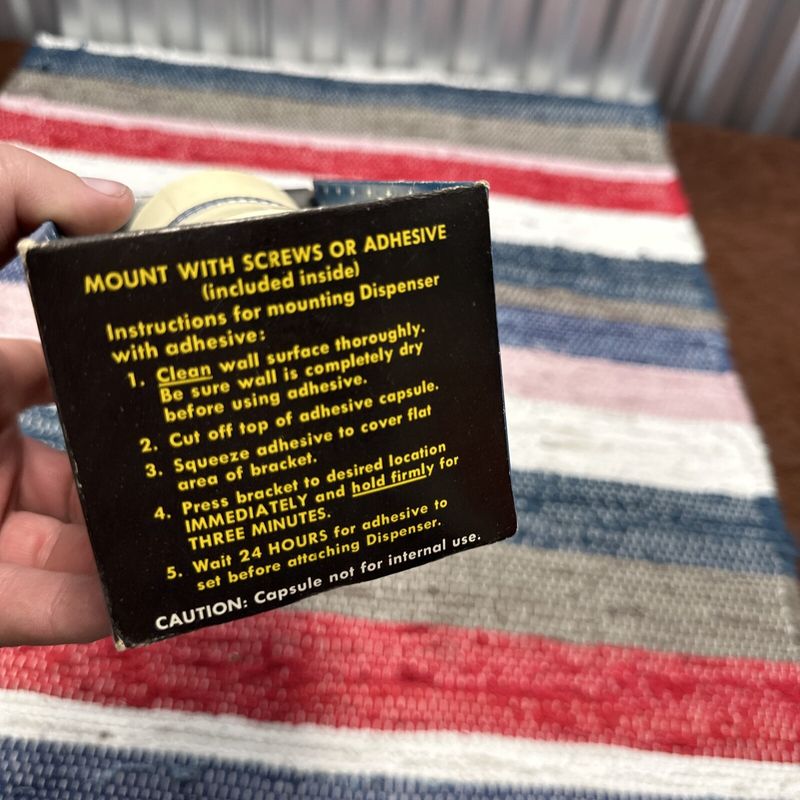 MOUNT WITH SCREWS OR ADHESIVE
(included inside)
Instructions for mounting Dispenser
with adhesive:
1. Clean wall surface thoroughly.
Be sure wall is completely dry
before using adhesive.
2. Cut off top of adhesive capsule.
3. Squeeze adhesive to cover flat
area of bracket.
4. Press bracket to desired location
IMMEDIATELY and hold firmly for
THREE MINUTES.
5. Wait 24 HOURS for adhesive to
set before attaching Dispenser.
CAUTION: Capsule not for internal use.